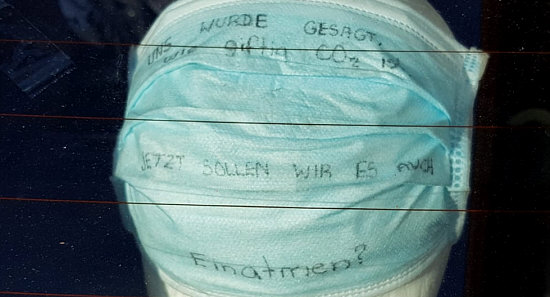 UNS WURDE GESAGT,
WIE giftig CO2 is
JETZT SOLLEN WIR ES AUCH
Einatmen?